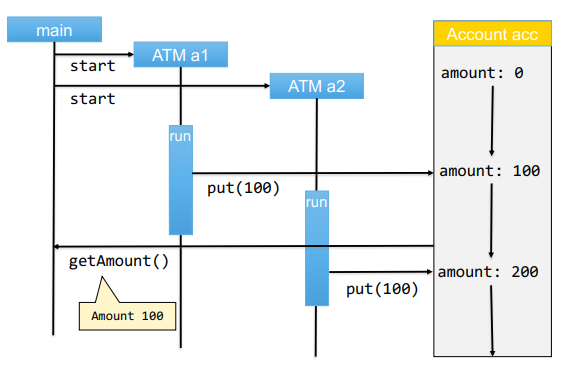 main
Account acc
start
ATM a1
amount: 0
start
ATM a2
run
amount: 100
put(100)
run
getAmount()
amount: 200
put(100)
Amount 100